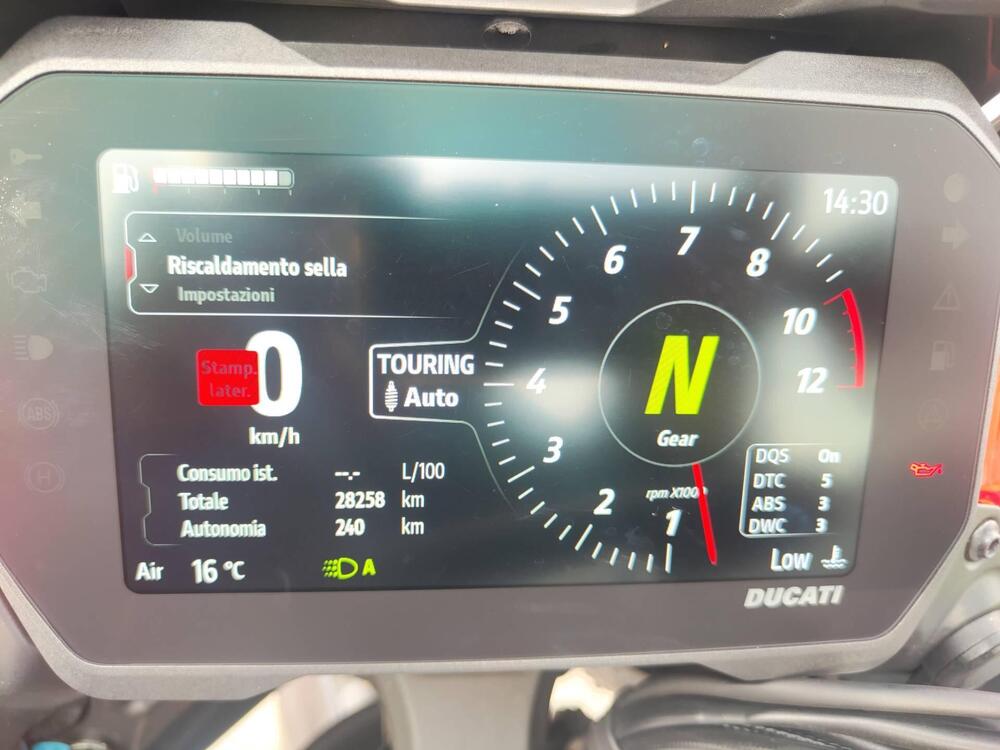 14:30
Volume
Riscaldamento sella
Impostazioni
Stamp.
later.
0
km/h
TOURING
Auto
Consumo ist. --.- L/100
Totale 28258 km
Autonomia 240 km
Air 16 °C
A
1
2
3
4
5
6
7
8
10
12
N
Gear
rpm X1000
DQS On
DTC 5
ABS 3
DWC 3
Low
DUCATI
ABS
H